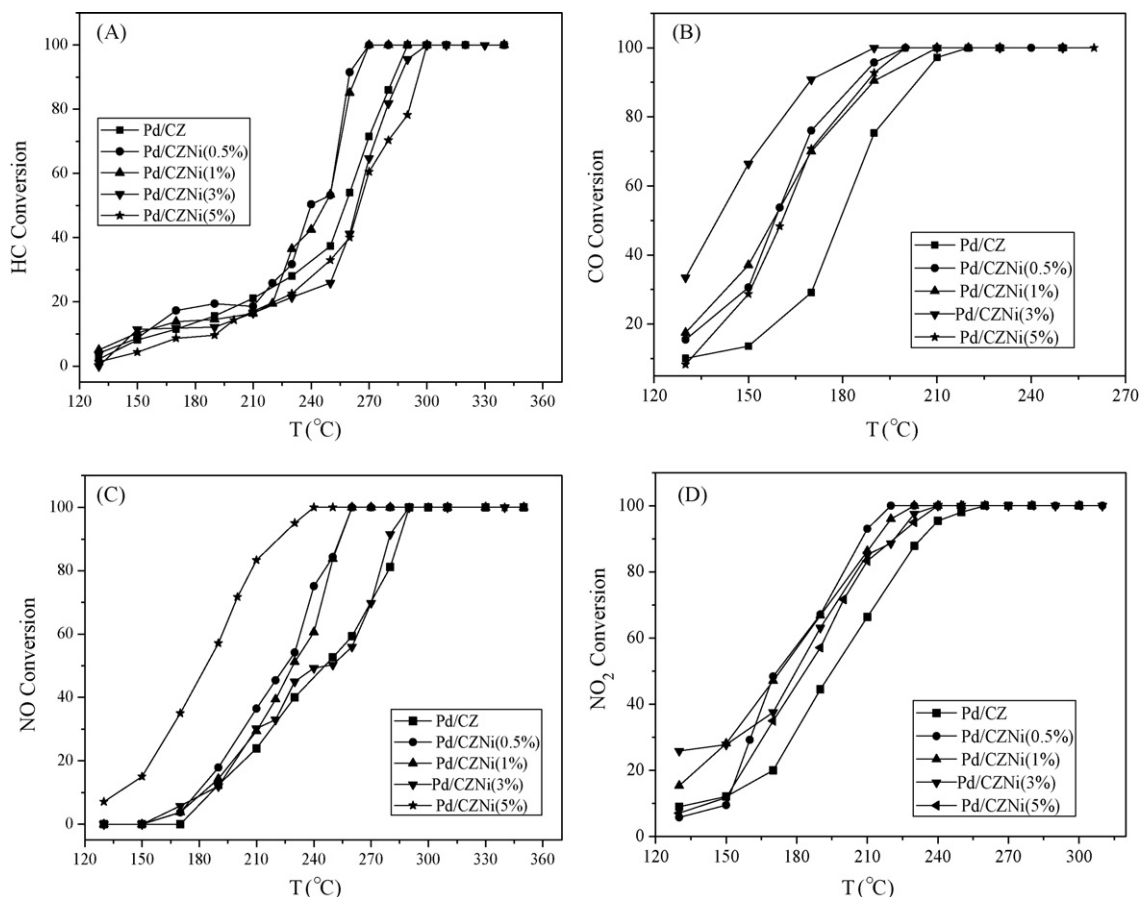 (A)
100
80
60
40
20
0
HC Conversion
Pd/CZ
Pd/CZNi(0.5%)
Pd/CZNi(1%)
Pd/CZNi(3%)
Pd/CZNi(5%)
120 150 180 210 240 270 300 330 360
T (°C)
(B)
100
80
60
40
20
CO Conversion
Pd/CZ
Pd/CZNi(0.5%)
Pd/CZNi(1%)
Pd/CZNi(3%)
Pd/CZNi(5%)
120 150 180 210 240 270
T (°C)
(C)
100
80
60
40
20
0
NO Conversion
Pd/CZ
Pd/CZNi(0.5%)
Pd/CZNi(1%)
Pd/CZNi(3%)
Pd/CZNi(5%)
120 150 180 210 240 270 300 330 360
T (°C)
(D)
100
80
60
40
20
0
NO₂ Conversion
Pd/CZ
Pd/CZNi(0.5%)
Pd/CZNi(1%)
Pd/CZNi(3%)
Pd/CZNi(5%)
120 150 180 210 240 270 300
T (°C)